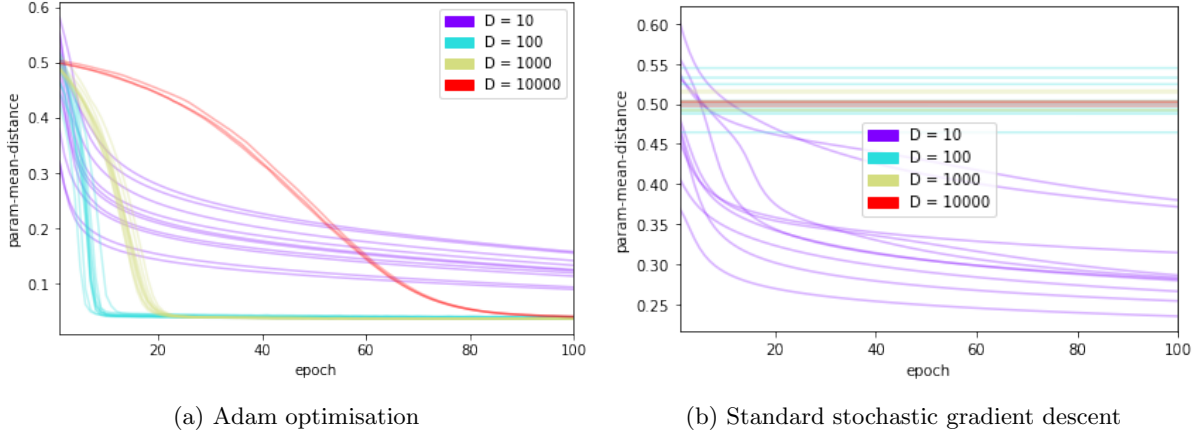 0.6
0.5
0.4
0.3
0.2
0.1
param-mean-distance
D = 10
D = 100
D = 1000
D = 10000
20
40
60
80
100
epoch
(a) Adam optimisation
0.60
0.55
0.50
0.45
0.40
0.35
0.30
0.25
param-mean-distance
D = 10
D = 100
D = 1000
D = 10000
20
40
60
80
100
epoch
(b) Standard stochastic gradient descent